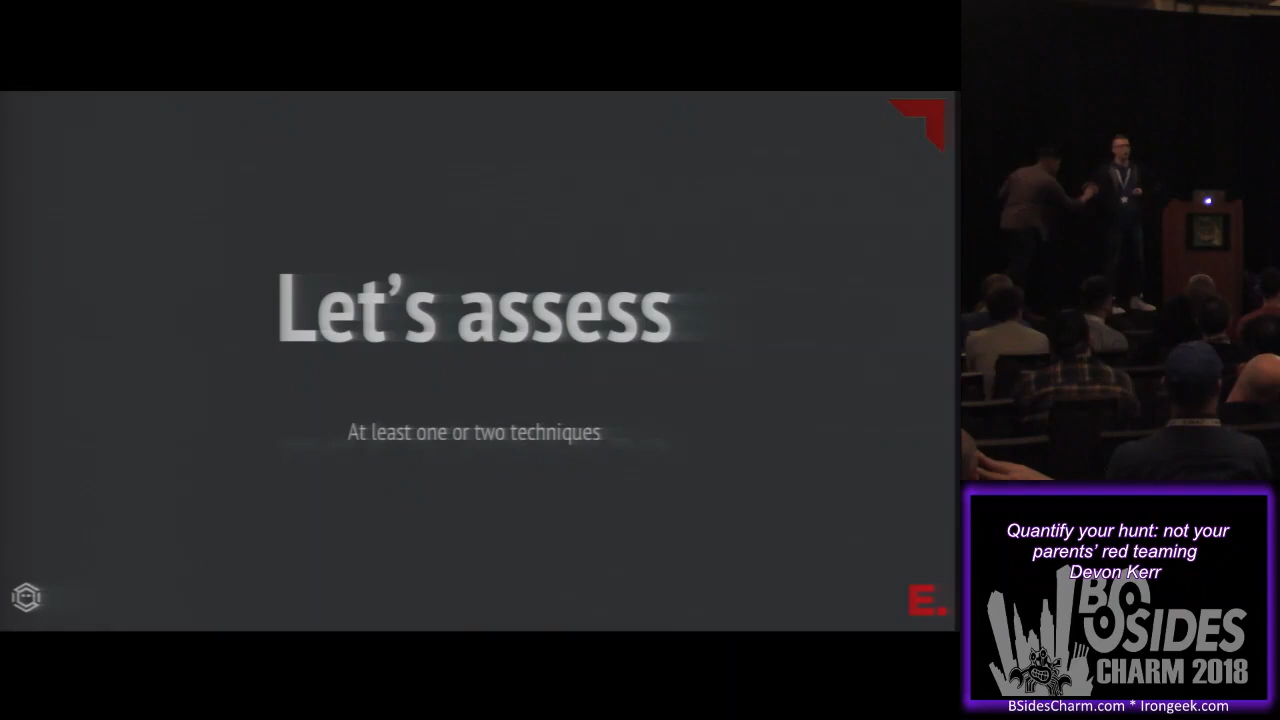 Let's assess
At least one or two techniques
E.
Quantify your hunt: not your
parents' red teaming
Devon Kerr
BSIDES
CHARM 2018
BSidesCharm.com * Irongeek.com